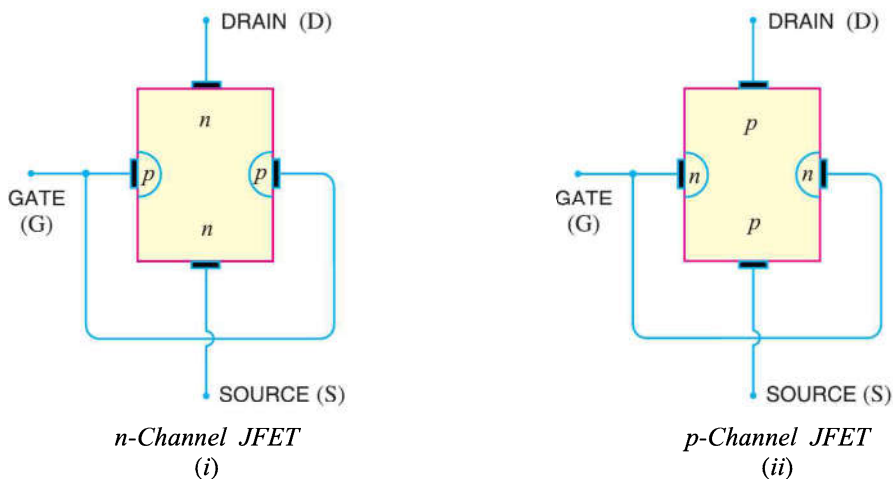 DRAIN (D)
n
p
p
GATE
(G)
n
SOURCE (S)
n-Channel JFET
(i)
DRAIN (D)
p
n
n
GATE
(G)
p
SOURCE (S)
p-Channel JFET
(ii)